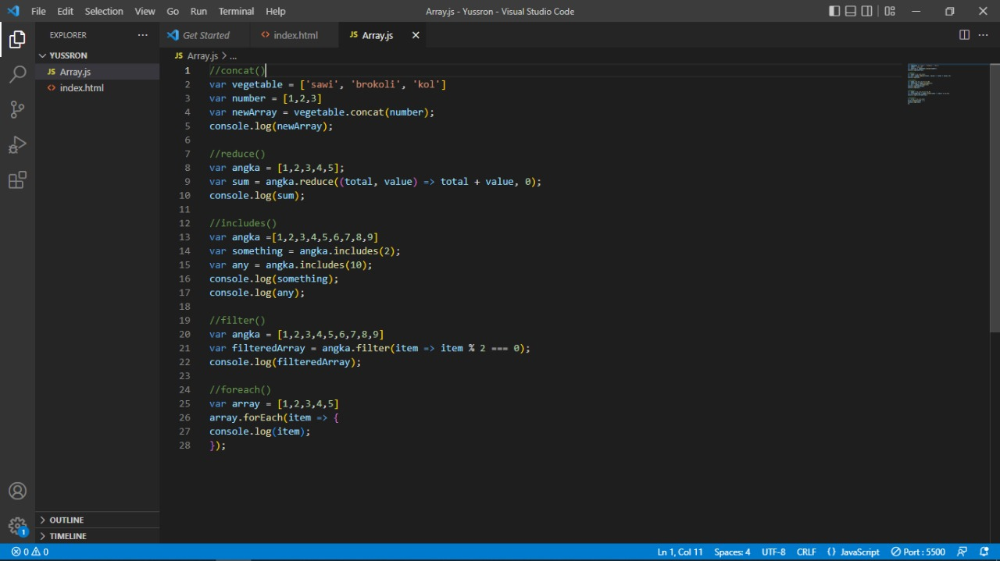 File Edit Selection View Go Run Terminal Help Array.js - Yussron - Visual Studio Code
EXPLORER ...
Get Started
index.html
JS Array.js
YUSSRON
JS Array.js
index.html
OUTLINE
TIMELINE
JS Array.js > ...
1 //concat()
2 var vegetable = ['sawi', 'brokoli', 'kol']
3 var number = [1,2,3]
4 var newArray = vegetable.concat(number);
5 console.log(newArray);
6
7 //reduce()
8 var angka = [1,2,3,4,5];
9 var sum = angka.reduce((total, value) => total + value, 0);
10 console.log(sum);
11
12 //includes()
13 var angka =[1,2,3,4,5,6,7,8,9]
14 var something = angka.includes(2);
15 var any = angka.includes(10);
16 console.log(something);
17 console.log(any);
18
19 //filter()
20 var angka = [1,2,3,4,5,6,7,8,9]
21 var filteredArray = angka.filter(item => item % 2 === 0);
22 console.log(filteredArray);
23
24 //foreach()
25 var array = [1,2,3,4,5]
26 array.forEach(item => {
27 console.log(item);
28 });
1
0 0 Ln 1, Col 11 Spaces: 4 UTF-8 CRLF {} JavaScript Port : 5500